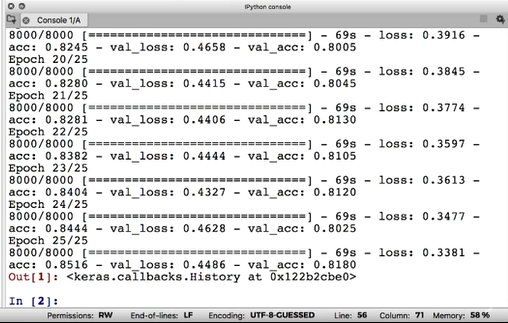 IPython console
Console 1/A
8000/8000 [==============================] - 69s - loss: 0.3916 -
acc: 0.8245 - val_loss: 0.4658 - val_acc: 0.8005
Epoch 20/25
8000/8000 [==============================] - 69s - loss: 0.3845 -
acc: 0.8280 - val_loss: 0.4415 - val_acc: 0.8045
Epoch 21/25
8000/8000 [==============================] - 69s - loss: 0.3774 -
acc: 0.8281 - val_loss: 0.4406 - val_acc: 0.8130
Epoch 22/25
8000/8000 [==============================] - 69s - loss: 0.3597 -
acc: 0.8382 - val_loss: 0.4444 - val_acc: 0.8105
Epoch 23/25
8000/8000 [==============================] - 69s - loss: 0.3613 -
acc: 0.8404 - val_loss: 0.4327 - val_acc: 0.8120
Epoch 24/25
8000/8000 [==============================] - 69s - loss: 0.3477 -
acc: 0.8444 - val_loss: 0.4628 - val_acc: 0.8025
Epoch 25/25
8000/8000 [==============================] - 69s - loss: 0.3381 -
acc: 0.8516 - val_loss: 0.4486 - val_acc: 0.8180
Out[1]: <keras.callbacks.History at 0x122b2cbe0>
In [2]:
Permissions: RW End-of-lines: LF Encoding: UTF-8-GUESSED Line: 56 Column: 71 Memory: 58 %